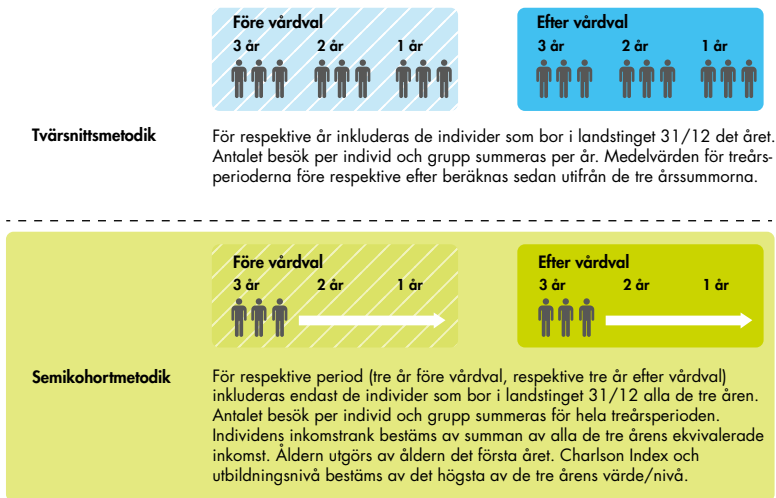 Före vårdval
3 år 2 år 1 år
Efter vårdval
3 år 2 år 1 år
Tvärsnittsmetodik
För respektive år inkluderas de individer som bor i landstinget 31/12 det året.
Antalet besök per individ och grupp summeras per år. Medelvärden för treårs-
perioderna före respektive efter beräknas sedan utifrån de tre årssummorna.
Före vårdval
3 år 2 år 1 år
Efter vårdval
3 år 2 år 1 år
Semikohortmetodik
För respektive period (tre år före vårdval, respektive tre år efter vårdval)
inkluderas endast de individer som bor i landstinget 31/12 alla de tre åren.
Antalet besök per individ och grupp summeras för hela treårsperioden.
Individens inkomstrank bestäms av summan av alla de tre årens ekvivalerade
inkomst. Åldern utgörs av åldern det första året. Charlson Index och
utbildningsnivå bestäms av det högsta av de tre årens värde/nivå.